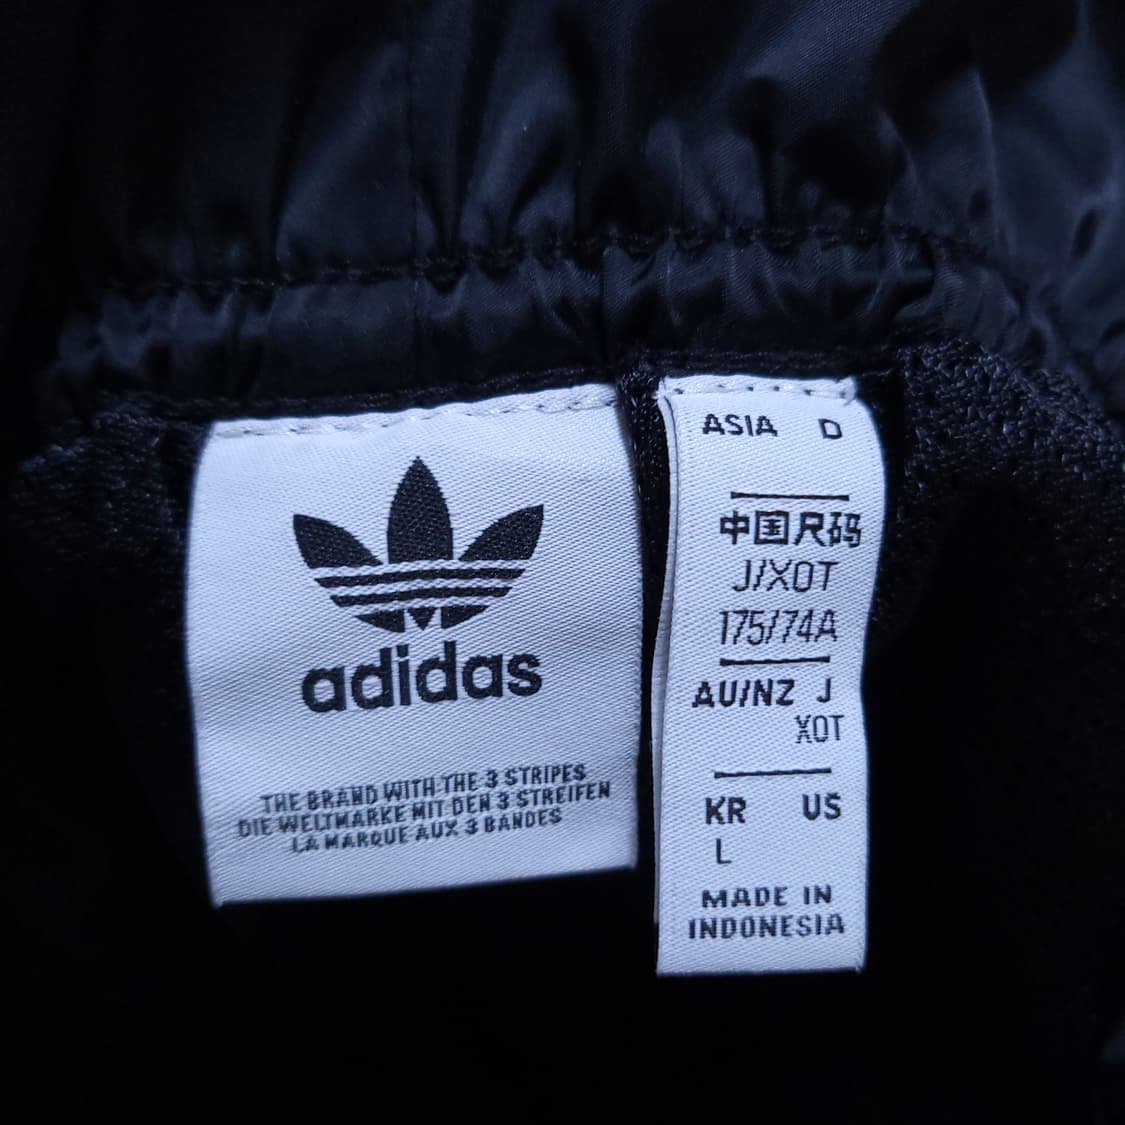 adidas
THE BRAND WITH THE 3 STRIPES
DIE WELTMARKE MIT DEN 3 STREIFEN
LA MARQUE AUX 3 BANDES
ASIA D
中国尺码
J/XOT
175/74A
AU/NZ J
XOT
KR US
L
MADE IN
INDONESIA